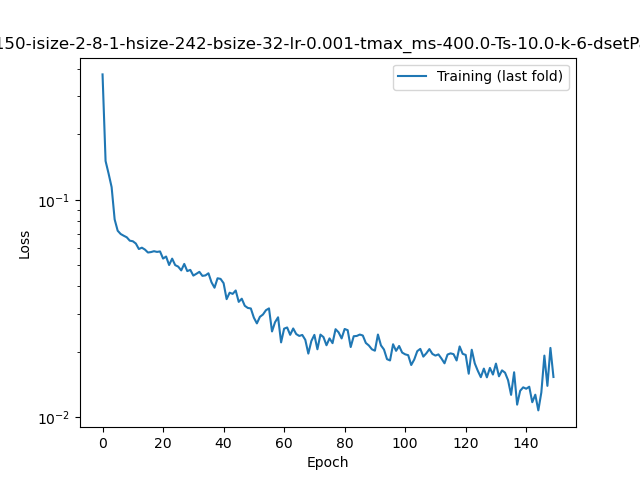 150-isize-2-8-1-hsize-242-bsize-32-lr-0.001-tmax_ms-400.0-Ts-10.0-k-6-dsetPa
Training (last fold)
10⁻¹
10⁻²
Loss
0 20 40 60 80 100 120 140
Epoch